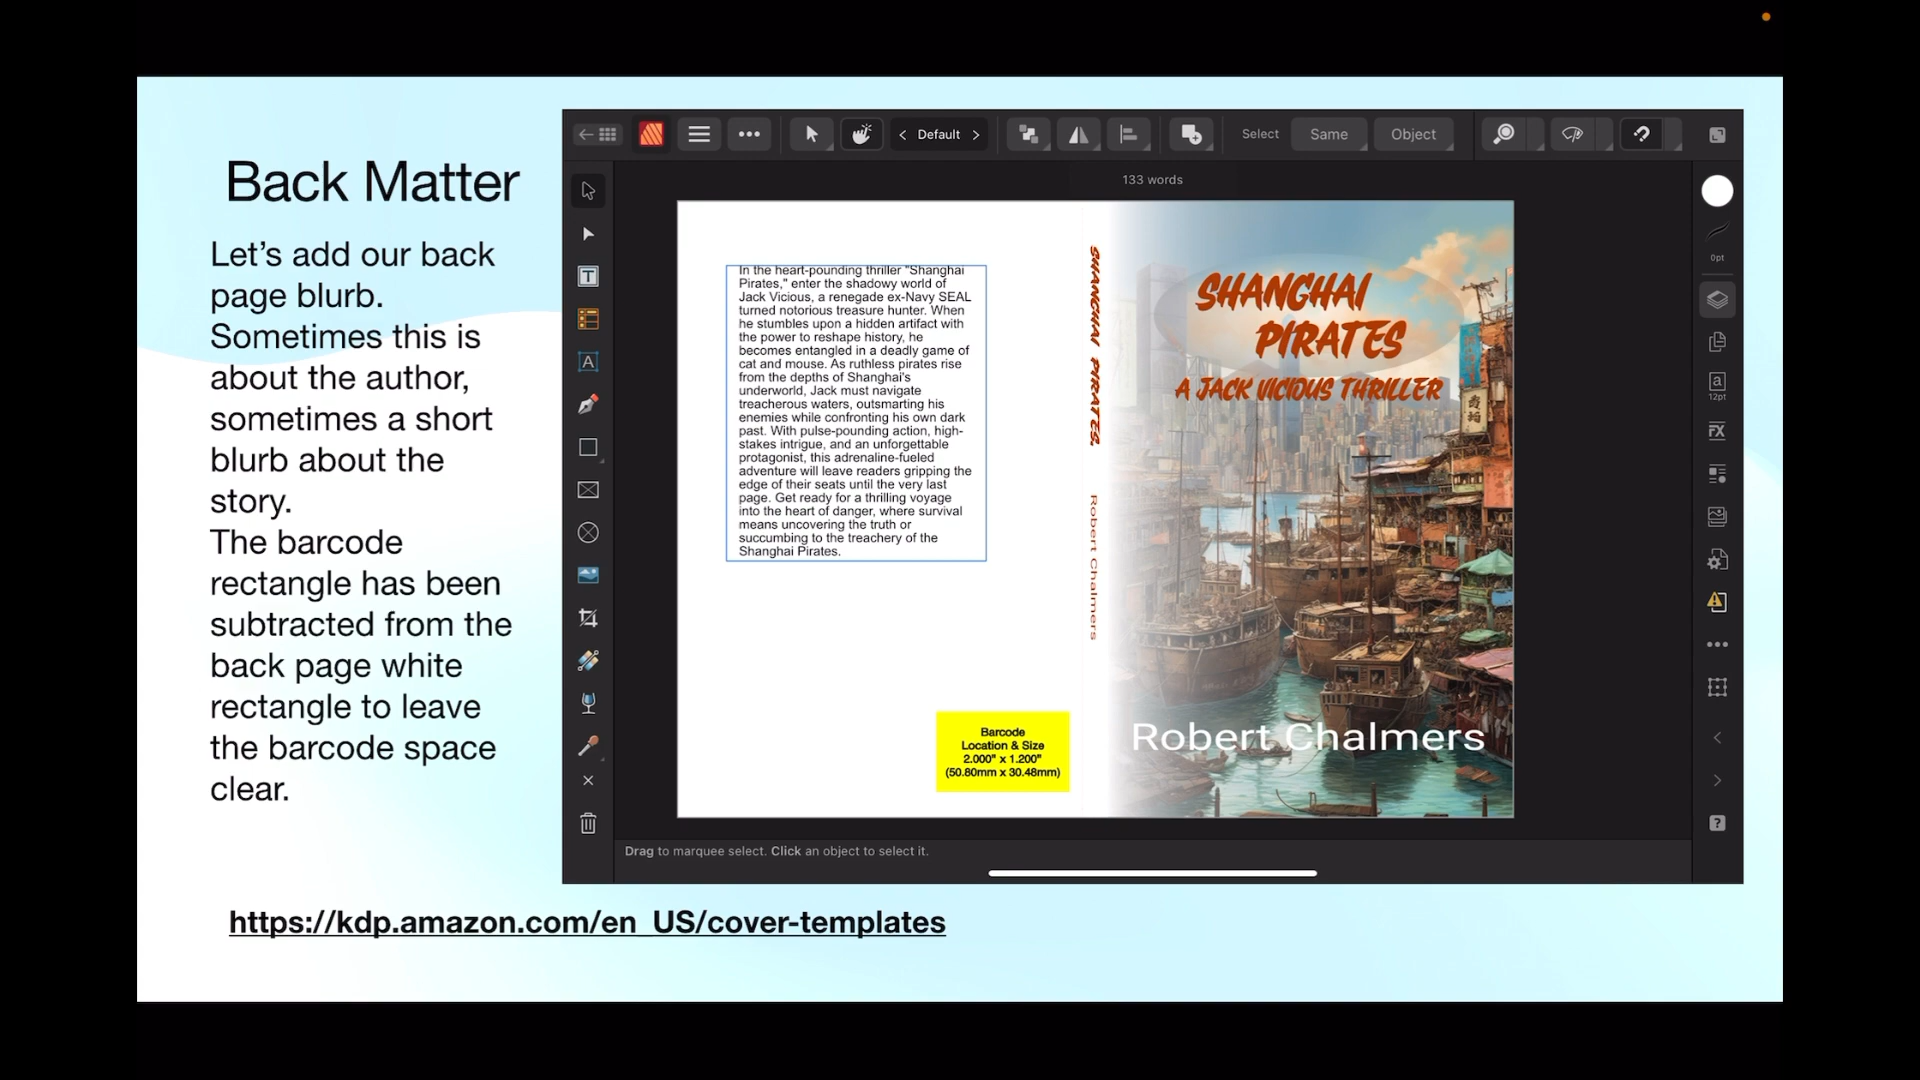 Back Matter
Let’s add our back
page blurb.
Sometimes this is
about the author,
sometimes a short
blurb about the
story.
The barcode
rectangle has been
subtracted from the
back page white
rectangle to leave
the barcode space
clear.
https://kdp.amazon.com/en_US/cover-templates
Default
Select
Same
Object
133 words
In the heart-pounding thriller "Shanghai
Pirates," enter the shadowy world of
Jack Vicious, a renegade ex-Navy SEAL
turned notorious treasure hunter. When
he stumbles upon a hidden artifact with
the power to reshape history, he
becomes entangled in a deadly game of
cat and mouse. As ruthless pirates rise
from the depths of Shanghai's
underworld, Jack must navigate
treacherous waters, outsmarting his
enemies while confronting his own dark
past. With pulse-pounding action, high-
stakes intrigue, and an unforgettable
protagonist, this adrenaline-fueled
adventure will leave readers gripping the
edge of their seats until the very last
page. Get ready for a thrilling voyage
into the heart of danger, where survival
means uncovering the truth or
succumbing to the treachery of the
Shanghai Pirates.
Barcode
Location & Size
2.000" x 1.200"
(50.80mm x 30.48mm)
SHANGHAI PIRATES.
Robert Chalmers
SHANGHAI
PIRATES
A JACK VICIOUS THRILLER
Robert Chalmers
0pt
a
12pt
FX
T
A
?
Drag to marquee select. Click an object to select it.